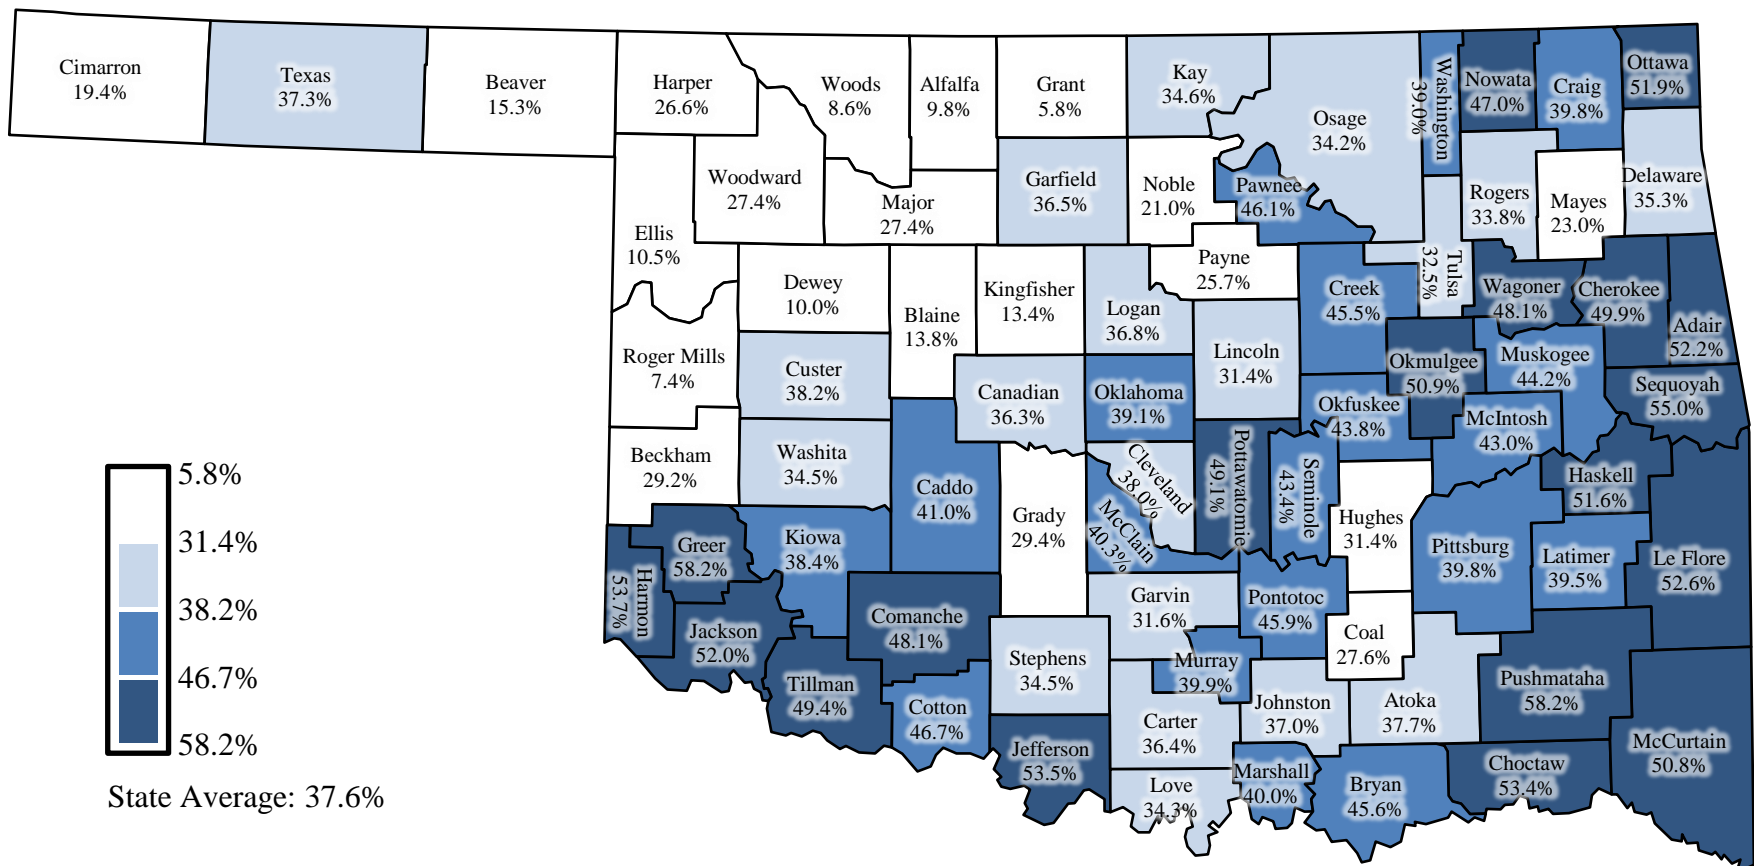 Cimarron
19.4%
Texas
37.3%
Beaver
15.3%
Harper
26.6%
Woods
8.6%
Alfalfa
9.8%
Grant
5.8%
Kay
34.6%
Osage
34.2%
Washington
39.0%
Nowata
47.0%
Craig
39.8%
Ottawa
51.9%
Woodward
27.4%
Major
27.4%
Garfield
36.5%
Noble
21.0%
Pawnee
46.1%
Rogers
33.8%
Mayes
23.0%
Delaware
35.3%
Ellis
10.5%
Dewey
10.0%
Blaine
13.8%
Kingfisher
13.4%
Logan
36.8%
Payne
25.7%
Creek
45.5%
Tulsa
32.5%
Wagoner
48.1%
Cherokee
49.9%
Adair
52.2%
Roger Mills
7.4%
Custer
38.2%
Canadian
36.3%
Oklahoma
39.1%
Lincoln
31.4%
Okmulgee
50.9%
Muskogee
44.2%
Sequoyah
55.0%
Okfuskee
43.8%
McIntosh
43.0%
Beckham
29.2%
Washita
34.5%
Caddo
41.0%
Grady
29.4%
Cleveland
38.0%
McClain
40.3%
Pottawatomie
49.1%
Seminole
43.4%
Hughes
31.4%
Haskell
51.6%
Pittsburg
39.8%
Latimer
39.5%
Le Flore
52.6%
Greer
58.2%
Kiowa
38.4%
Harmon
53.7%
Jackson
52.0%
Comanche
48.1%
Garvin
31.6%
Pontotoc
45.9%
Coal
27.6%
Tillman
49.4%
Cotton
46.7%
Stephens
34.5%
Murray
39.9%
Johnston
37.0%
Atoka
37.7%
Pushmataha
58.2%
McCurtain
50.8%
Jefferson
53.5%
Carter
36.4%
Love
34.3%
Marshall
40.0%
Bryan
45.6%
Choctaw
53.4%
5.8%
31.4%
38.2%
46.7%
58.2%
State Average: 37.6%